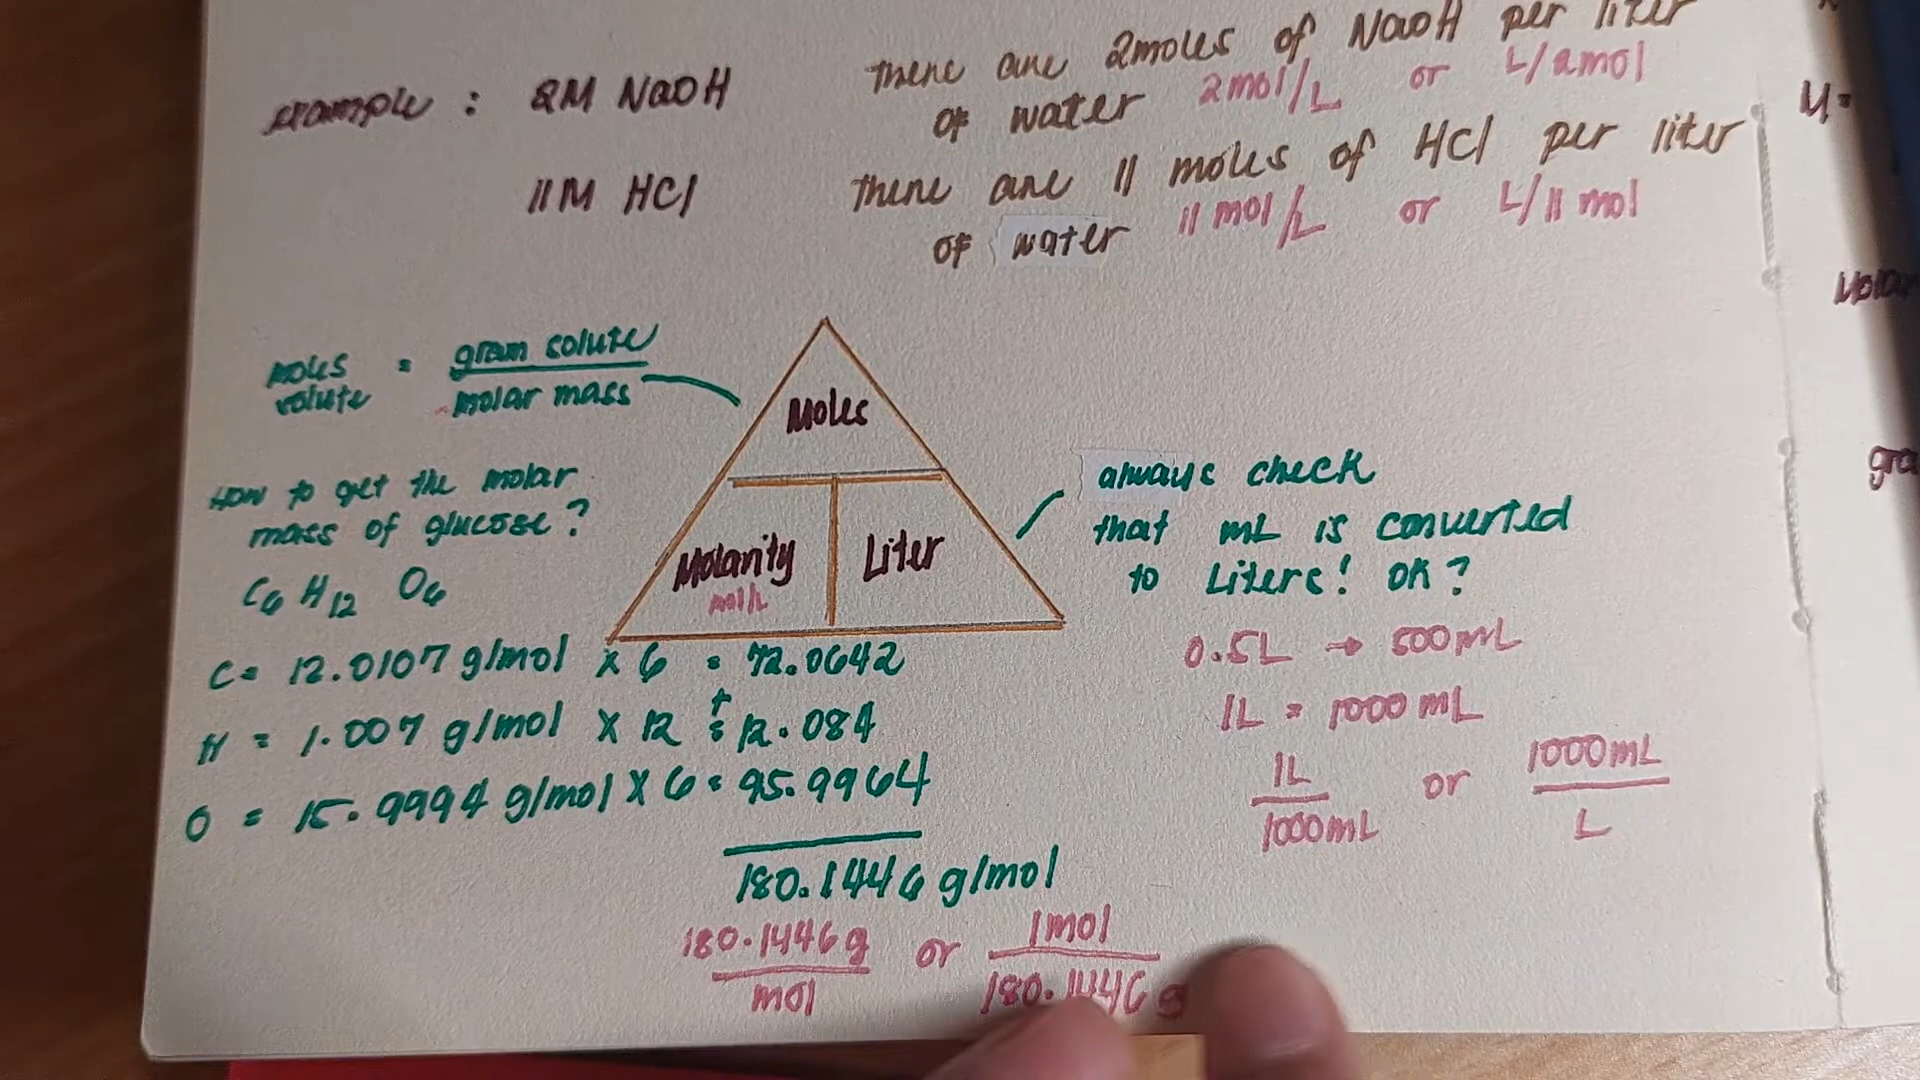 example : 2M NaOH
there are 2moles of NaOH per liter
of water 2mol/L or L/2mol
11M HCl
there are 11 moles of HCl per liter
of water 11 mol/L or L/11 mol
moles solute = gram solute / molar mass
Moles
Molarity
mol/L
Liter
How to get the molar
mass of glucose?
C6 H12 O6
C = 12.0107 g/mol x 6 = 72.0642
+
H = 1.007 g/mol x 12 = 12.084
O = 15.9994 g/mol x 6 = 95.9964
180.1446 g/mol
180.1446g / mol or 1mol / 180.1446 g
always check
that mL is converted
to Liters! OK?
0.5L → 500mL
1L = 1000 mL
1L / 1000mL or 1000mL / L
M =
Molar
gra